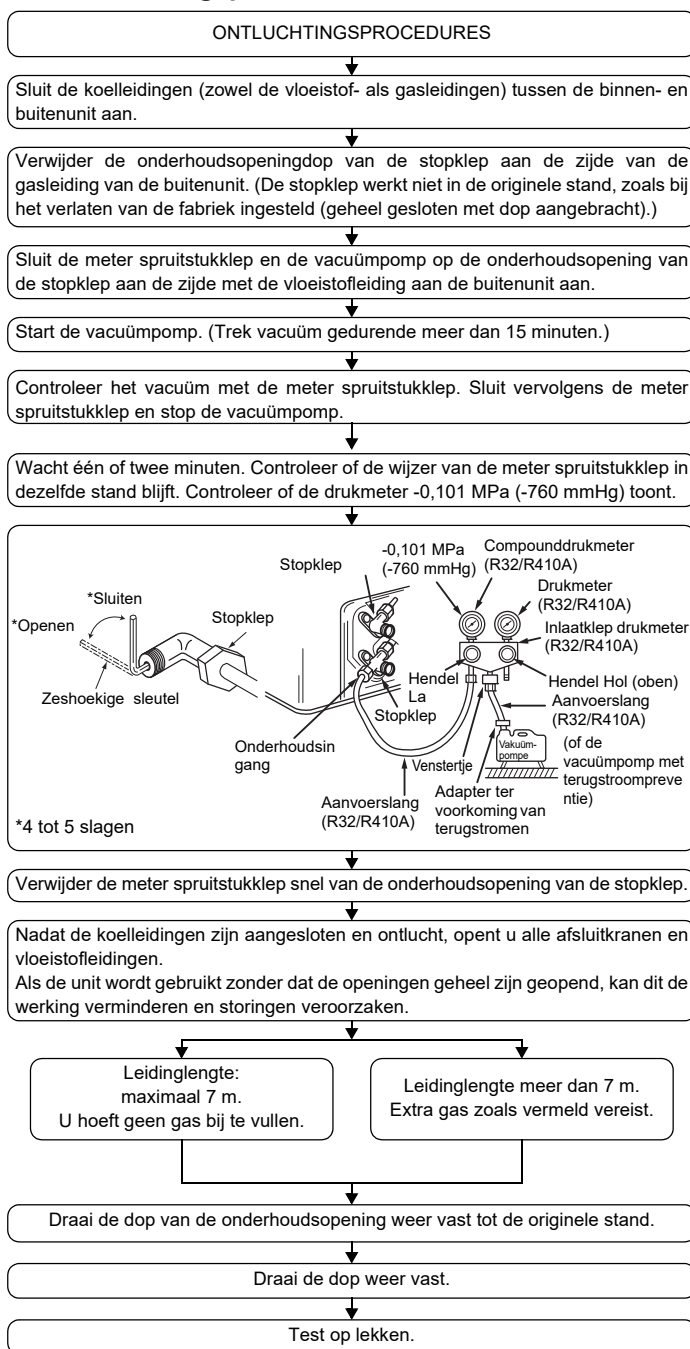 ONTLUCHTINGSPROCEDURES
Sluit de koelleidingen (zowel de vloeistof- als gasleidingen) tussen de binnen- en
buitenunit aan.
Verwijder de onderhoudsopeningdop van de stopklep aan de zijde van de
gasleiding van de buitenunit. (De stopklep werkt niet in de originele stand, zoals bij
het verlaten van de fabriek ingesteld (geheel gesloten met dop aangebracht).)
Sluit de meter spruitstukklep en de vacuümpomp op de onderhoudsopening van
de stopklep aan de zijde met de vloeistofleiding aan de buitenunit aan.
Start de vacuümpomp. (Trek vacuüm gedurende meer dan 15 minuten.)
Controleer het vacuüm met de meter spruitstukklep. Sluit vervolgens de meter
spruitstukklep en stop de vacuümpomp.
Wacht één of twee minuten. Controleer of de wijzer van de meter spruitstukklep in
dezelfde stand blijft. Controleer of de drukmeter -0,101 MPa (-760 mmHg) toont.
*Sluiten
*Openen
Stopklep
Zeshoekige sleutel
*4 tot 5 slagen
Stopklep
-0,101 MPa
(-760 mmHg)
Compounddrukmeter
(R32/R410A)
Drukmeter
(R32/R410A)
Inlaatklep drukmeter
(R32/R410A)
Hendel
La
Hendel Hol (oben)
Stopklep
Aanvoerslang
(R32/R410A)
Onderhoudsin
gang
Venstertje
Vakuüm-
pompe
(of de
vacuümpomp met
terugstroompreve
ntie)
Aanvoerslang
(R32/R410A)
Adapter ter
voorkoming van
terugstromen
Verwijder de meter spruitstukklep snel van de onderhoudsopening van de stopklep.
Nadat de koelleidingen zijn aangesloten en ontlucht, opent u alle afsluitkranen en
vloeistofleidingen.
Als de unit wordt gebruikt zonder dat de openingen geheel zijn geopend, kan dit de
werking verminderen en storingen veroorzaken.
Leidinglengte:
maximaal 7 m.
U hoeft geen gas bij te vullen.
Leidinglengte meer dan 7 m.
Extra gas zoals vermeld vereist.
Draai de dop van de onderhoudsopening weer vast tot de originele stand.
Draai de dop weer vast.
Test op lekken.